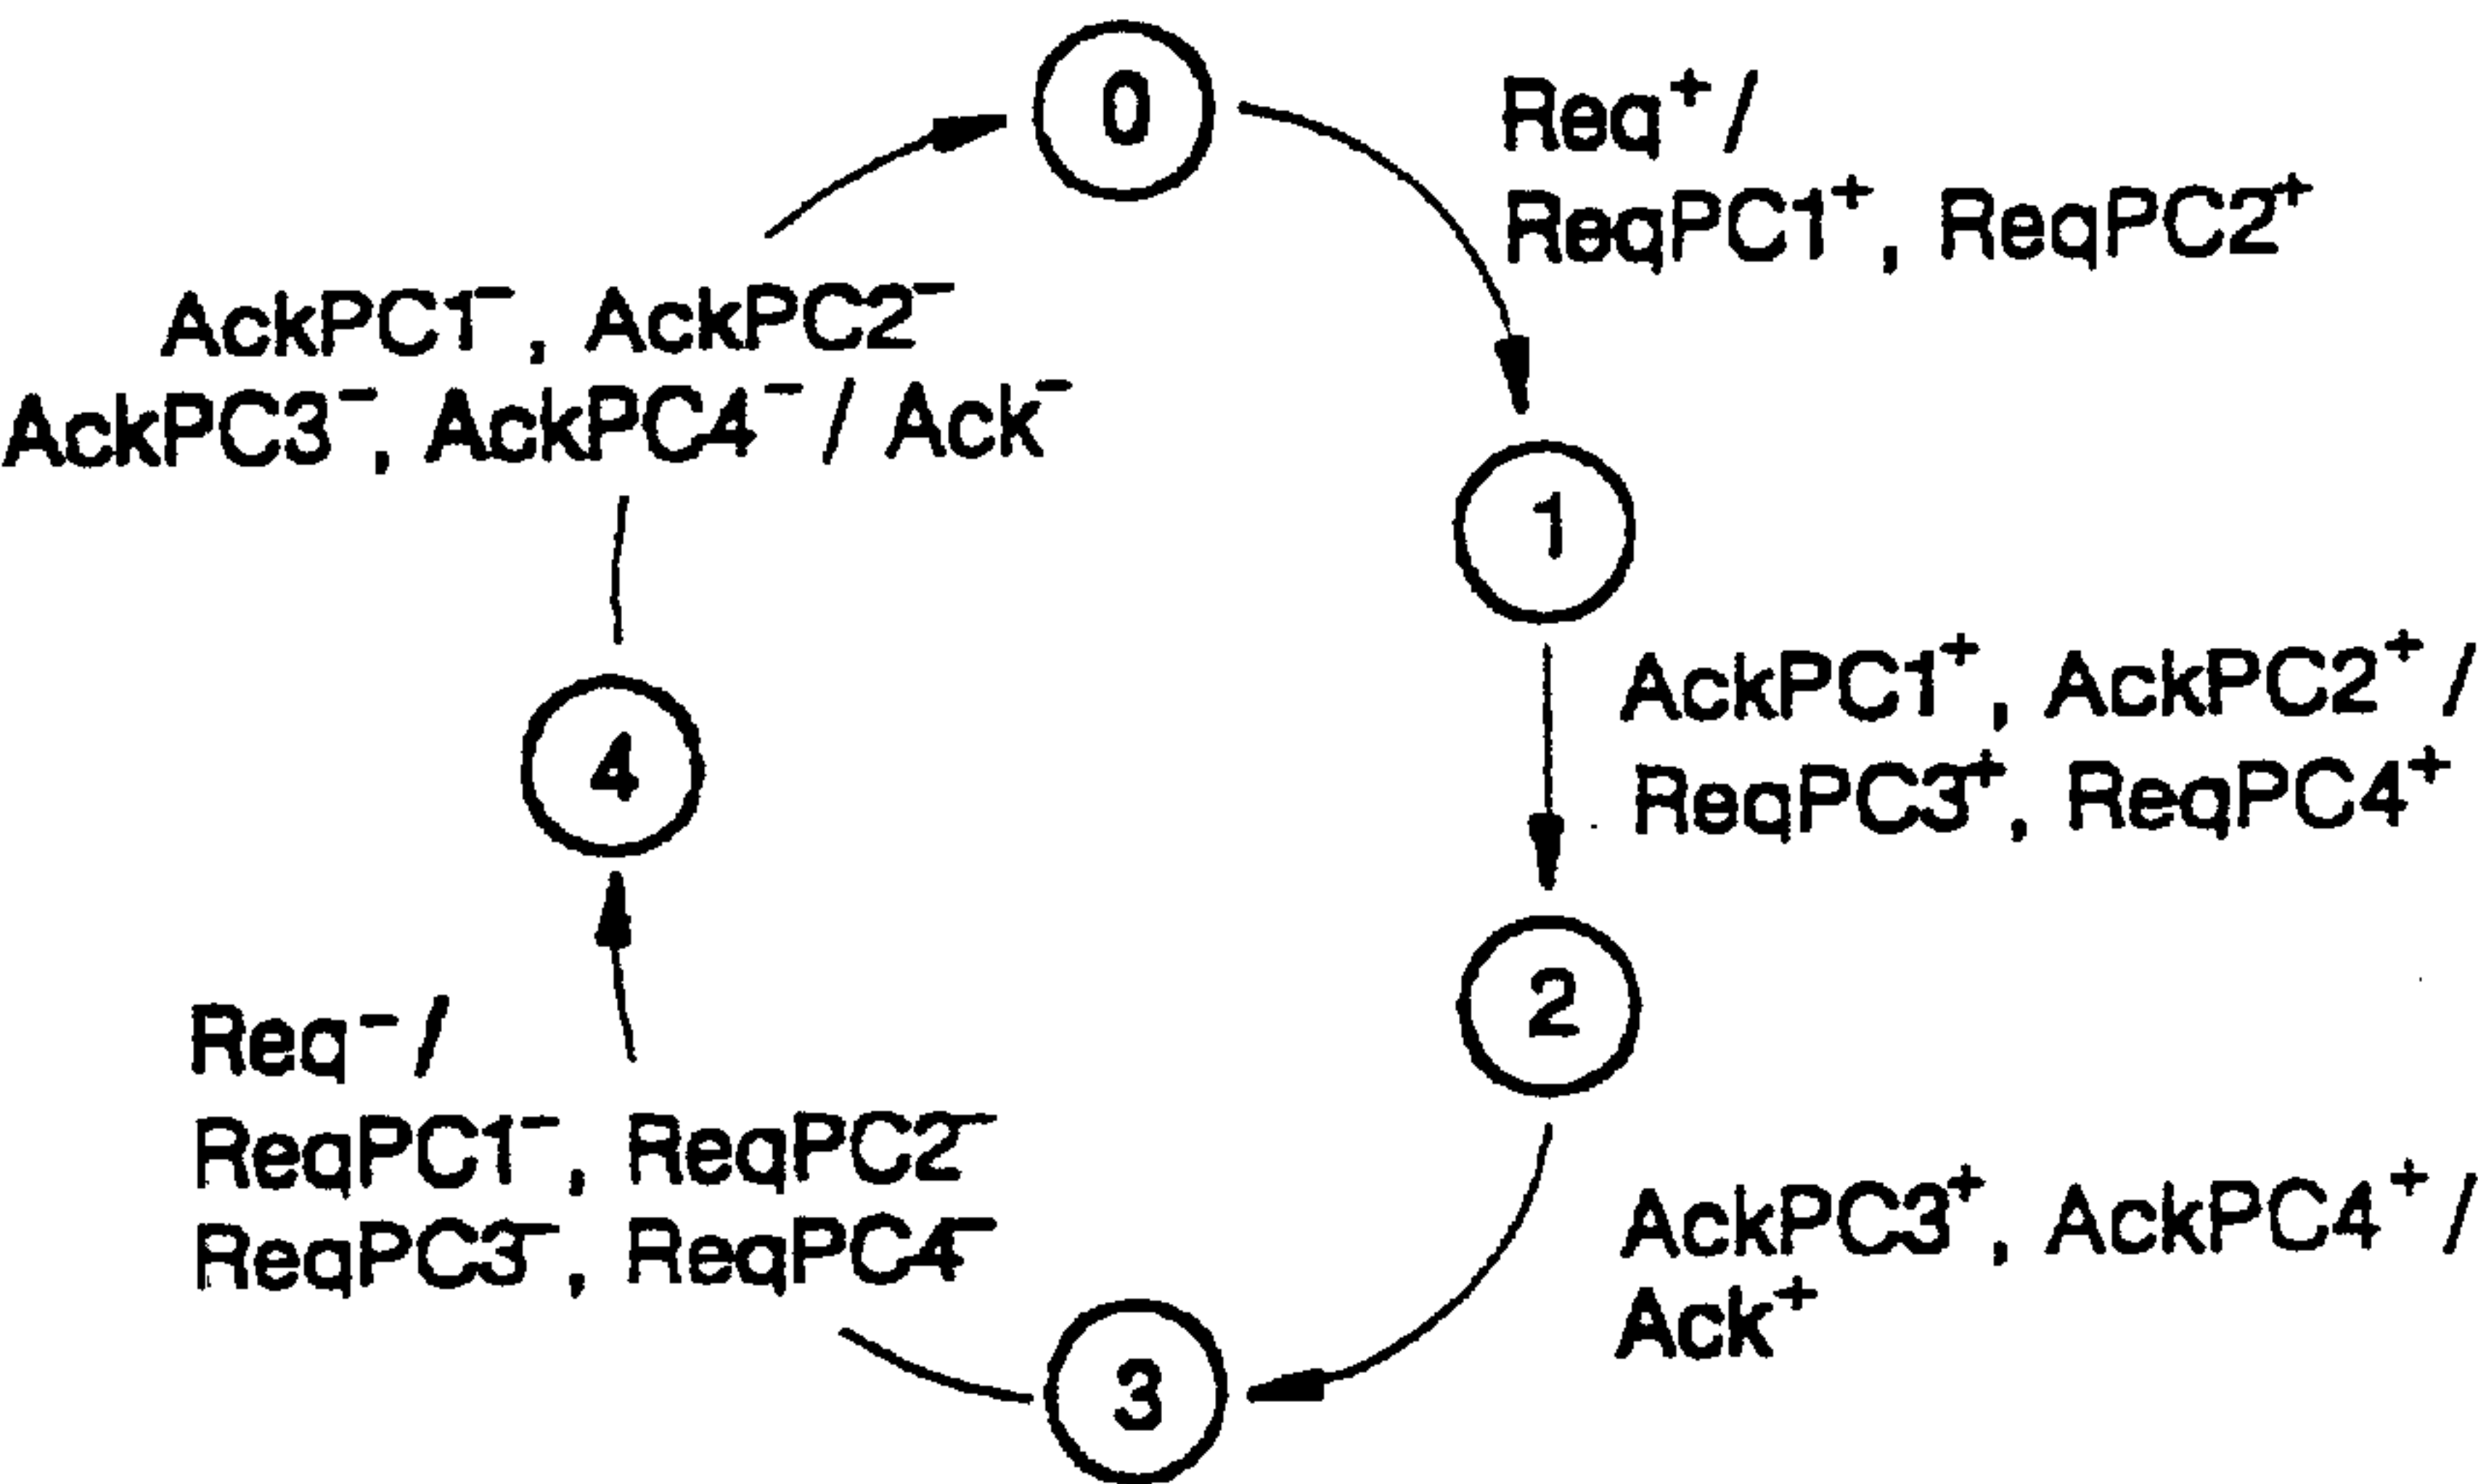 0
Req⁺/
ReqPC1⁺, ReqPC2⁺
AckPC1⁻, AckPC2⁻
AckPC3⁻, AckPC4⁻/Ack⁻
1
AckPC1⁺, AckPC2⁺/
ReqPC3⁺, ReqPC4⁺
4
2
Req⁻/
ReqPC1⁻, ReqPC2⁻
ReqPC3⁻, ReqPC4⁻
AckPC3⁺, AckPC4⁺/
Ack⁺
3